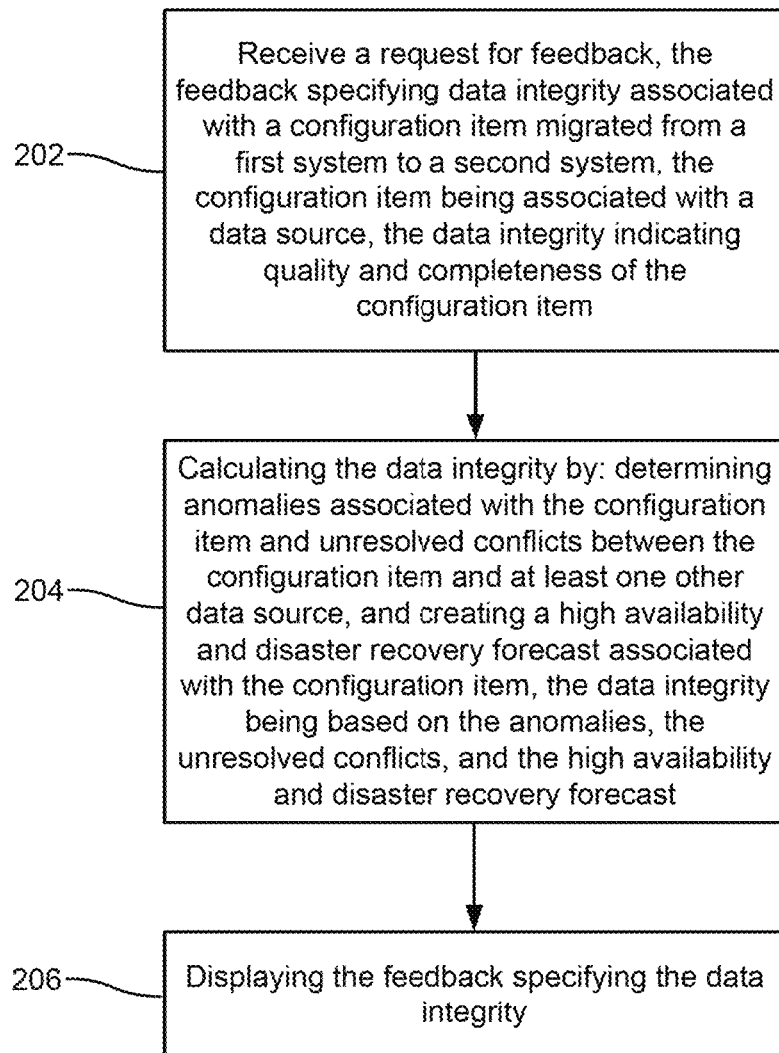 Receive a request for feedback, the
feedback specifying data integrity associated
with a configuration item migrated from a
first system to a second system, the
configuration item being associated with a
data source, the data integrity indicating
quality and completeness of the
configuration item
202
Calculating the data integrity by: determining
anomalies associated with the configuration
item and unresolved conflicts between the
configuration item and at least one other
data source, and creating a high availability
and disaster recovery forecast associated
with the configuration item, the data integrity
being based on the anomalies, the
unresolved conflicts, and the high availability
and disaster recovery forecast
204
Displaying the feedback specifying the data
integrity
206